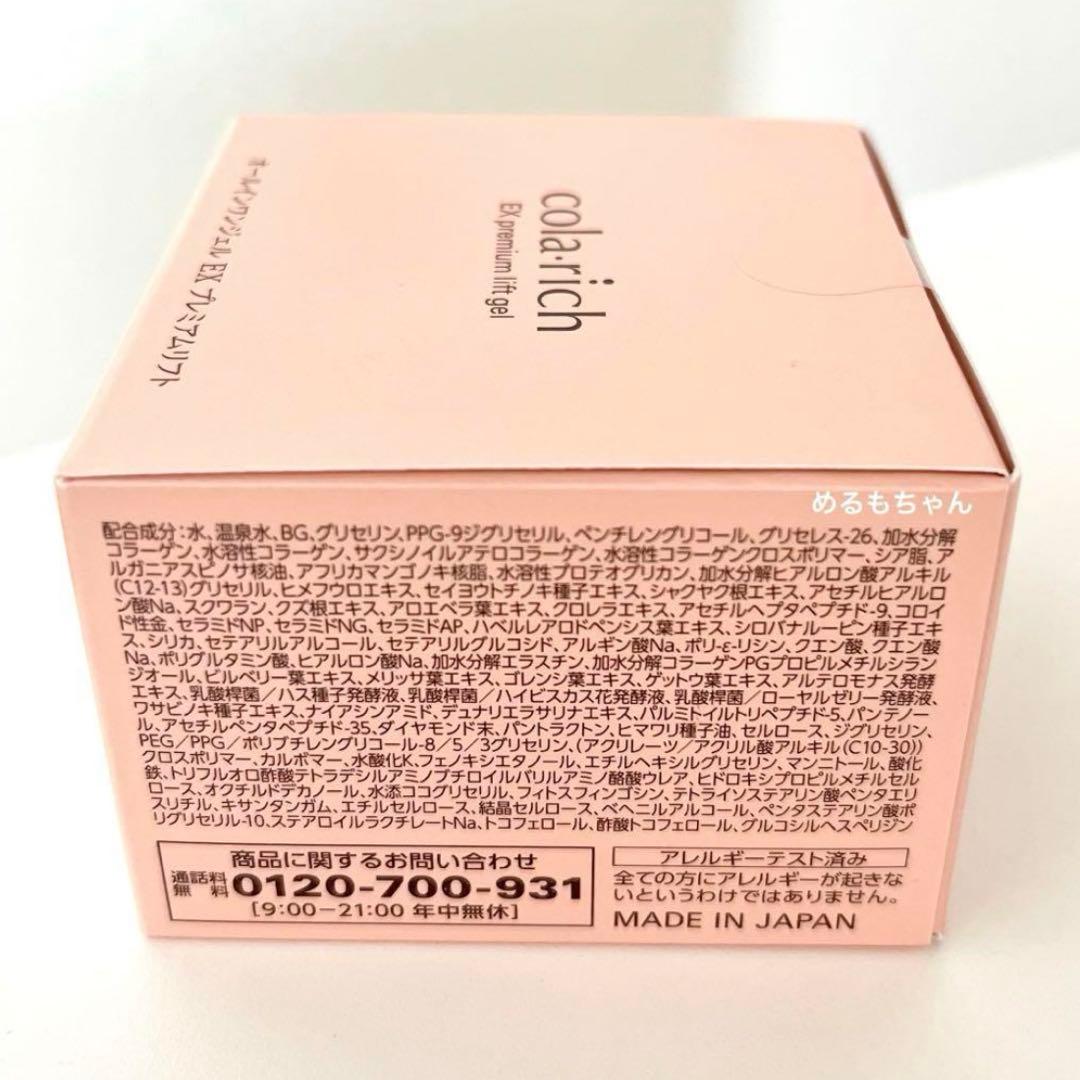 オールインワンジェル EX プレミアムリフト
cola·rich
EX premium lift gel
めるもちゃん
配合成分：水、温泉水、BG、グリセリン、PPG-9ジグリセリル、ペンチレングリコール、グリセレス-26、加水分解
コラーゲン、水溶性コラーゲン、サクシノイルアテロコラーゲン、水溶性コラーゲンクロスポリマー、シア脂、ア
ルガニアスピノサ核油、アフリカマンゴノキ核脂、水溶性プロテオグリカン、加水分解ヒアルロン酸アルキル
(C12-13)グリセリル、ヒメフウロエキス、セイヨウトチノキ種子エキス、シャクヤク根エキス、アセチルヒアルロ
ン酸Na、スクワラン、クズ根エキス、アロエベラ葉エキス、クロレラエキス、アセチルヘプタペプチド-9、コロイ
ド性金、セラミドNP、セラミドNG、セラミドAP、ハベルレアロドペンシス葉エキス、シロバナルーピン種子エキ
ス、シリカ、セテアリルアルコール、セテアリルグルコシド、アルギン酸Na、ポリ-ε-リシン、クエン酸、クエン酸
Na、ポリグルタミン酸、ヒアルロン酸Na、加水分解エラスチン、加水分解コラーゲンPGプロピルメチルシラン
ジオール、ビルベリー葉エキス、メリッサ葉エキス、ゴレンシ葉エキス、ゲットウ葉エキス、アルテロモナス発酵
エキス、乳酸桿菌／ハス種子発酵液、乳酸桿菌／ハイビスカス花発酵液、乳酸桿菌／ローヤルゼリー発酵液、
ワサビノキ種子エキス、ナイアシンアミド、デュナリエラサリナエキス、パルミトイルトリペプチド-5、パンテノー
ル、アセチルペンタペプチド-35、ダイヤモンド末、パントラクトン、ヒマワリ種子油、セルロース、ジグリセリン、
PEG／PPG／ポリブチレングリコール-8／5／3グリセリン、(アクリレーツ／アクリル酸アルキル(C10-30))
クロスポリマー、カルボマー、水酸化K、フェノキシエタノール、エチルヘキシルグリセリン、マンニトール、酸化
鉄、トリフルオロ酢酸テトラデシルアミノブチロイルバリルアミノ酪酸ウレア、ヒドロキシプロピルメチルセル
ロース、オクチルドデカノール、水添ココグリセリル、フィトスフィンゴシン、テトライソステアリン酸ペンタエリ
スリチル、キサンタンガム、エチルセルロース、結晶セルロース、ベヘニルアルコール、ペンタステアリン酸ポ
リグリセリル-10、ステアロイルラクチレートNa、トコフェロール、酢酸トコフェロール、グルコシルヘスペリジン
商品に関するお問い合わせ
通話料無料 0120-700-931
［9:00－21:00 年中無休］
アレルギーテスト済み
全ての方にアレルギーが起きな
いというわけではありません。
MADE IN JAPAN